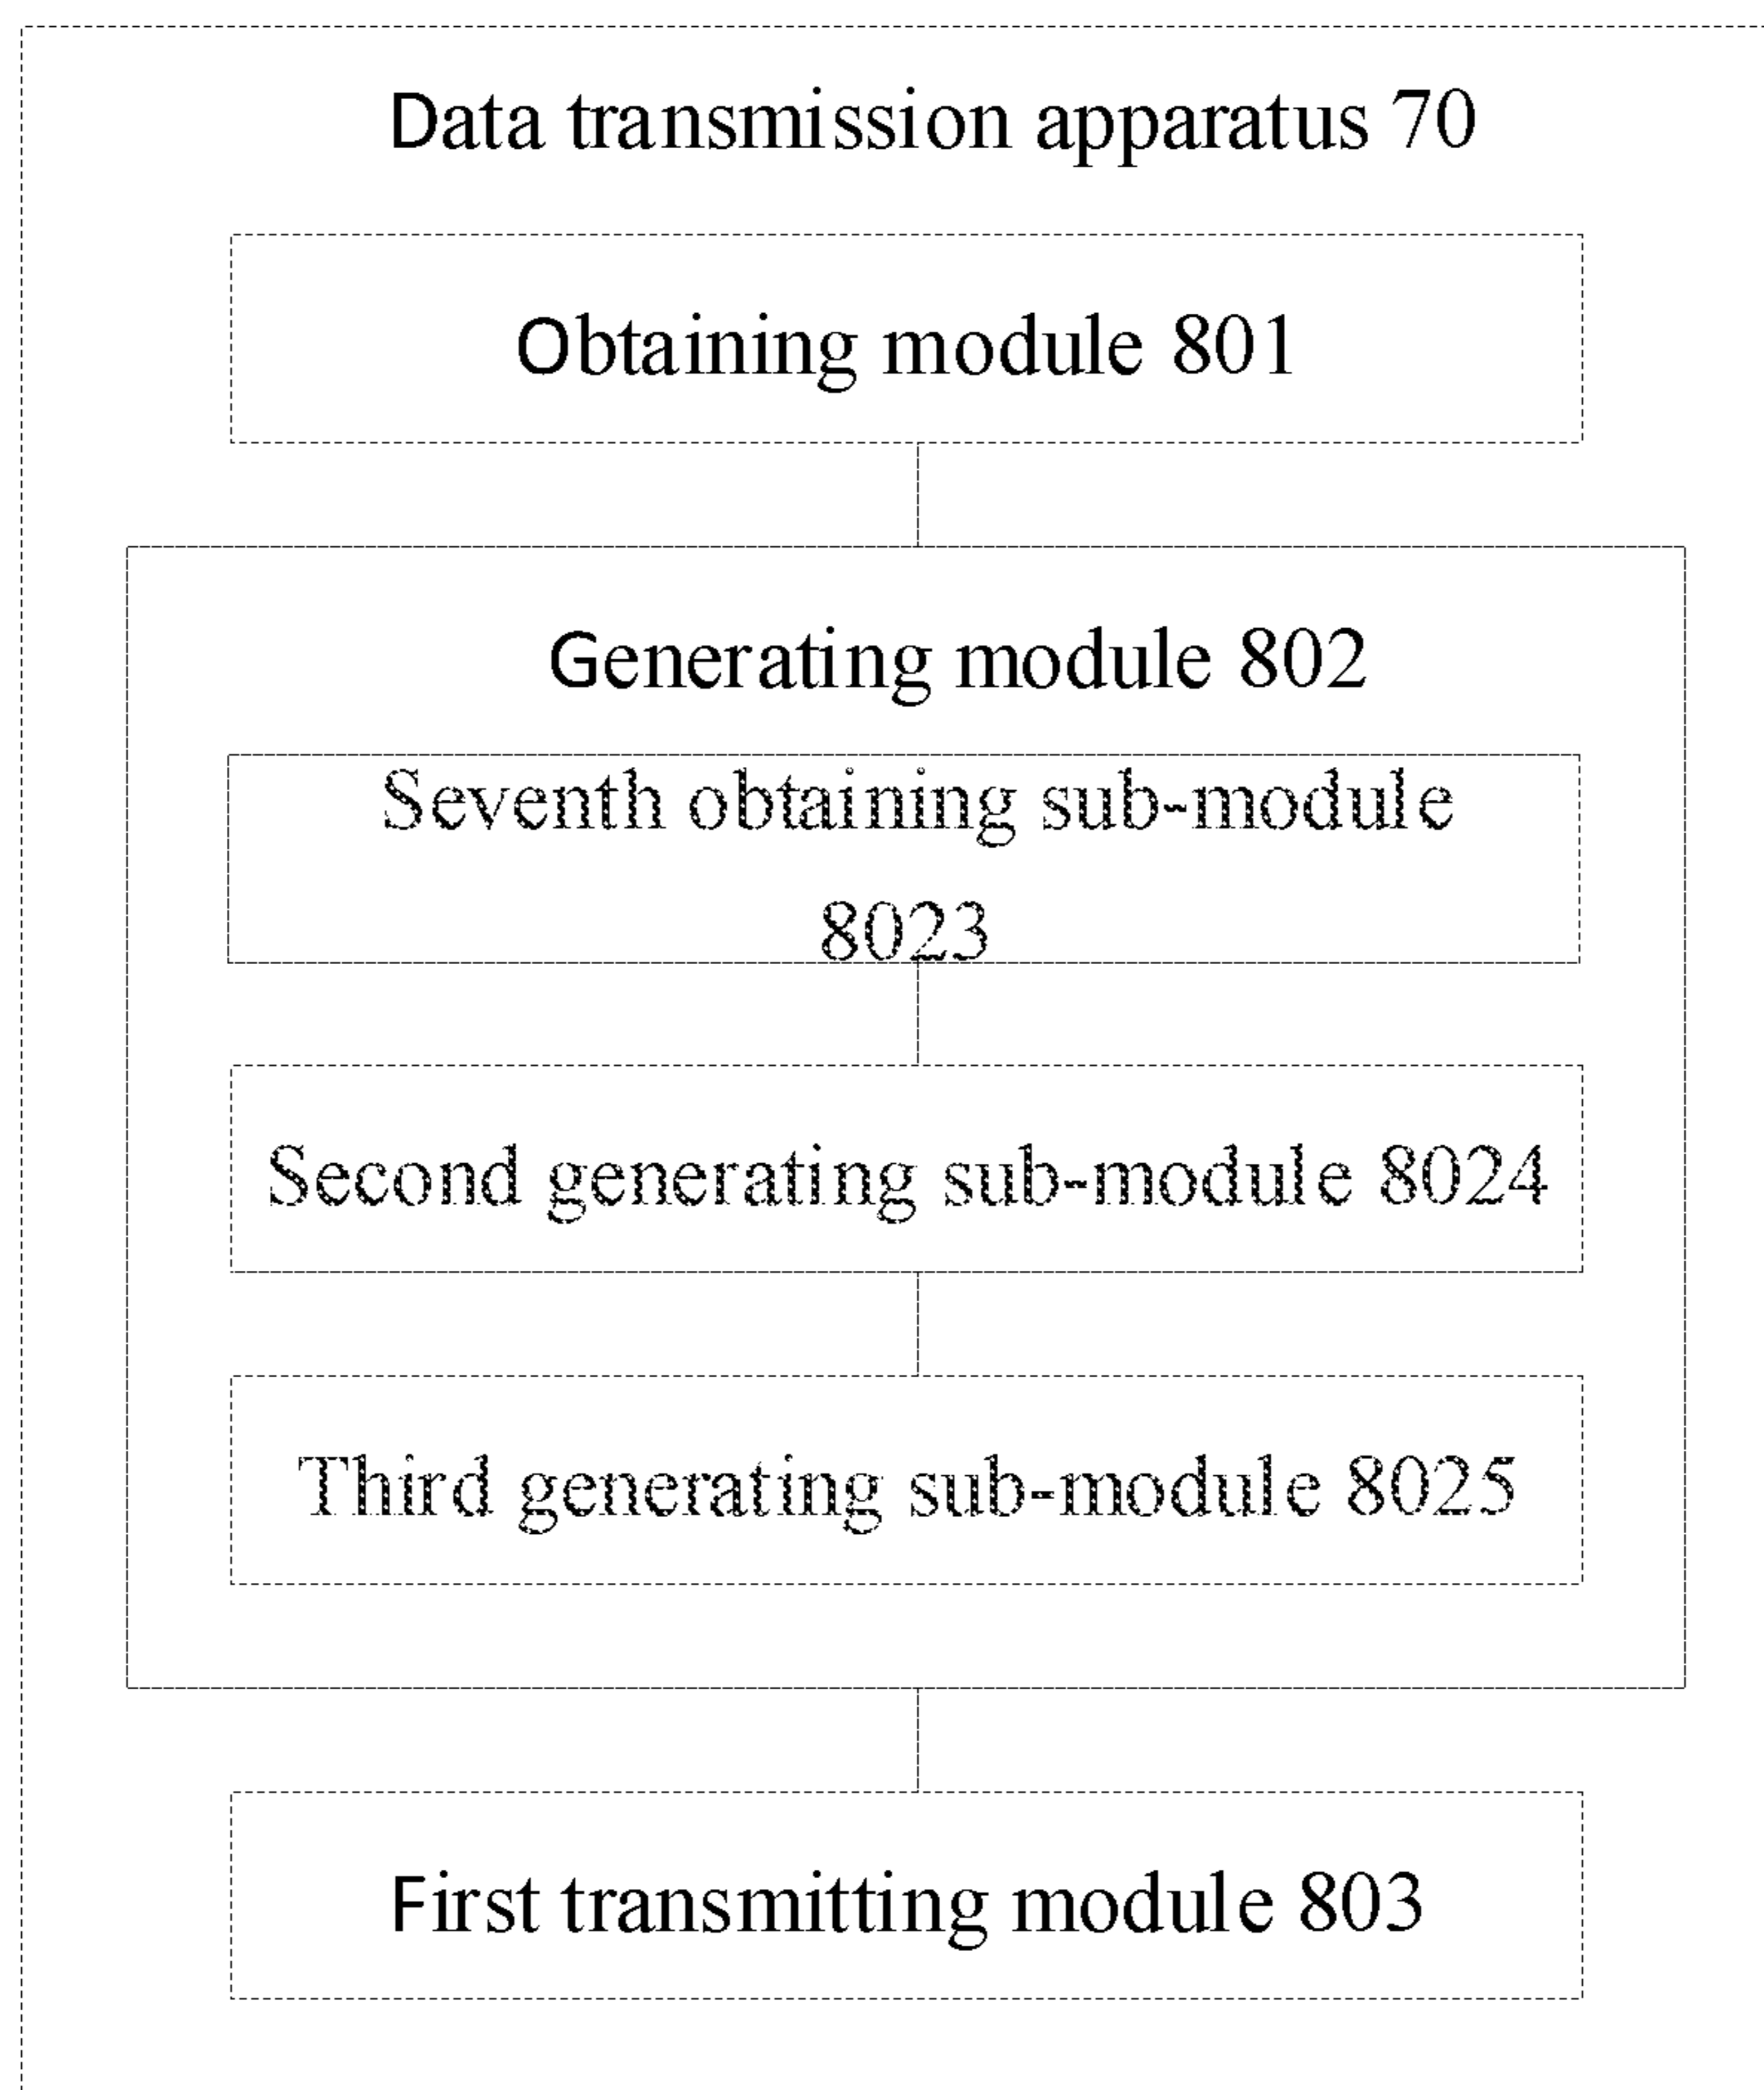 Data transmission apparatus 70
Obtaining module 801
Generating module 802
Seventh obtaining sub-module
8023
Second generating sub-module 8024
Third generating sub-module 8025
First transmitting module 803